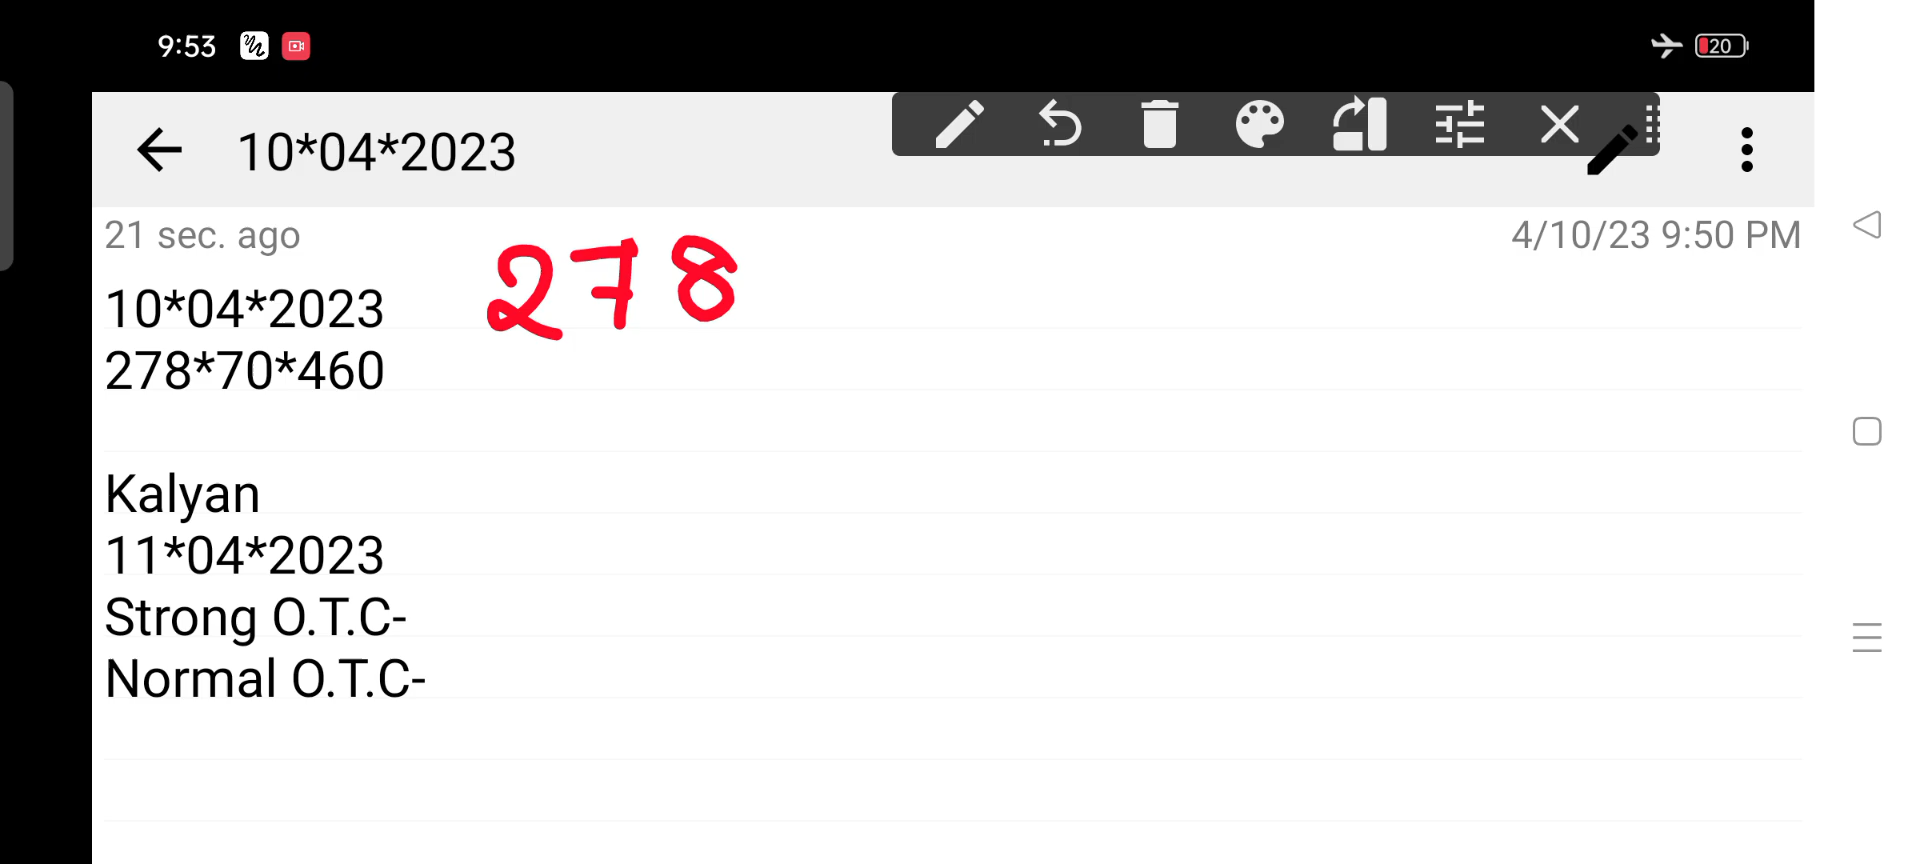 9:53
20
10*04*2023
21 sec. ago
4/10/23 9:50 PM
278
10*04*2023
278*70*460
Kalyan
11*04*2023
Strong O.T.C-
Normal O.T.C-